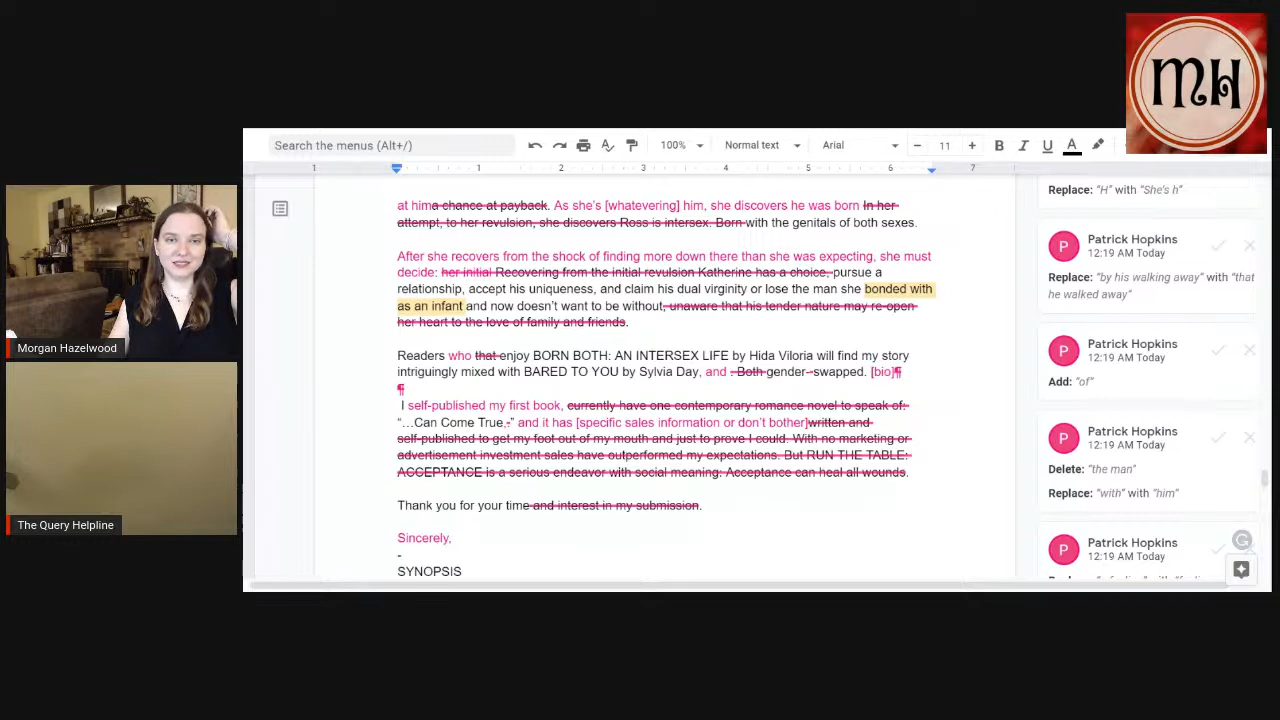 MH
Search the menus (Alt+/)
100%
Normal text
Arial
11
B I U A
1 1 2 3 4 5 6 7
at hima chance at payback. As she's [whatevering] him, she discovers he was born In her
attempt, to her revulsion, she discovers Ross is intersex. Born with the genitals of both sexes.
After she recovers from the shock of finding more down there than she was expecting, she must
decide: her initial Recovering from the initial revulsion Katherine has a choice, pursue a
relationship, accept his uniqueness, and claim his dual virginity or lose the man she bonded with
as an infant and now doesn't want to be without, unaware that his tender nature may re-open
her heart to the love of family and friends.
Readers who that enjoy BORN BOTH: AN INTERSEX LIFE by Hida Viloria will find my story
intriguingly mixed with BARED TO YOU by Sylvia Day, and . Both gender -swapped. [bio]¶
¶
I self-published my first book, currently have one contemporary romance novel to speak of:
“…Can Come True.-” and it has [specific sales information or don't bother]written and
self-published to get my foot out of my mouth and just to prove I could. With no marketing or
advertisement investment sales have outperformed my expectations. But RUN THE TABLE:
ACCEPTANCE is a serious endeavor with social meaning: Acceptance can heal all wounds.
Thank you for your time and interest in my submission.
Sincerely,
-
SYNOPSIS
Replace: "H" with "She's h"
P
Patrick Hopkins
12:19 AM Today
Replace: "by his walking away" with "that
he walked away"
P
Patrick Hopkins
12:19 AM Today
Add: "of"
P
Patrick Hopkins
12:19 AM Today
Delete: "the man"
Replace: "with" with "him"
P
Patrick Hopkins
12:19 AM Today
Morgan Hazelwood
The Query Helpline